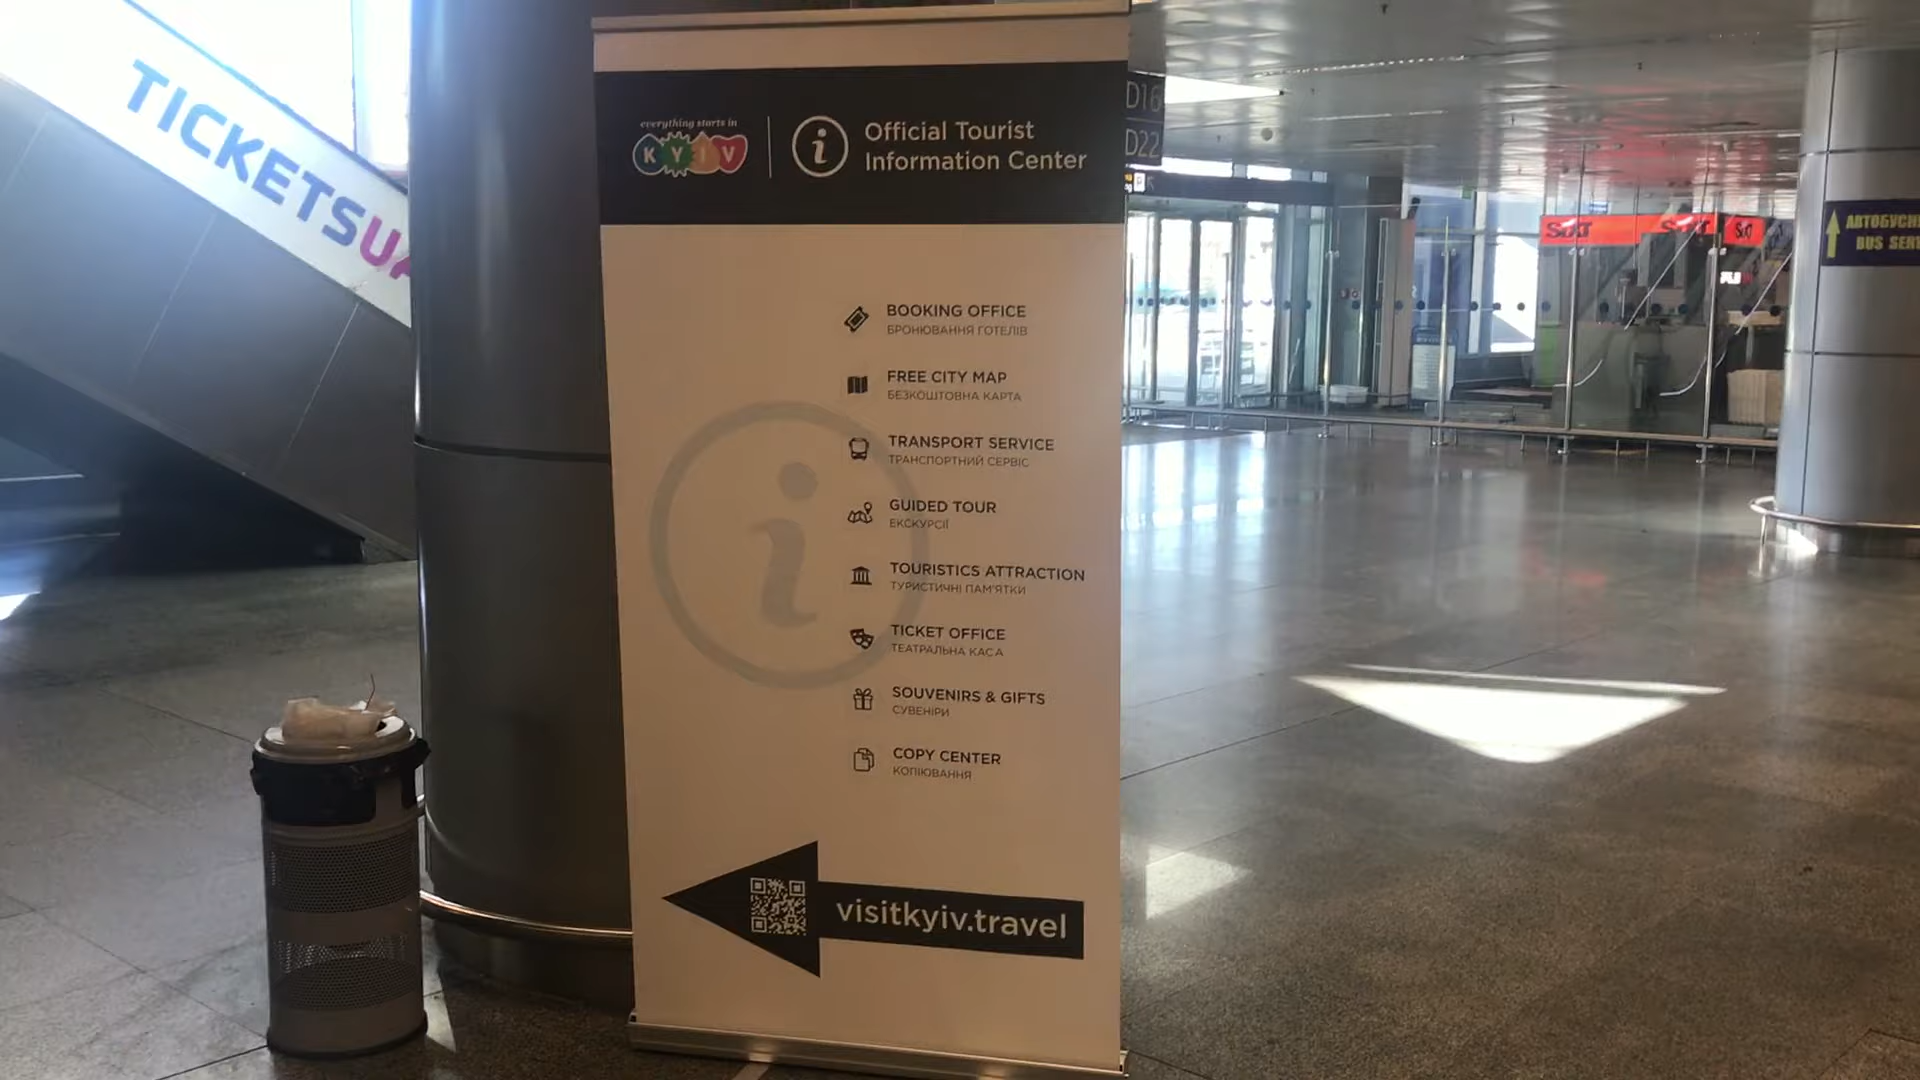 TICKETSUA
everything starts in
KYIV
Official Tourist
Information Center
D16
D22
SiXT
SiXT
BUS SER
BOOKING OFFICE
БРОНЮВАННЯ ГОТЕЛІВ
FREE CITY MAP
БЕЗКОШТОВНА КАРТА
TRANSPORT SERVICE
ТРАНСПОРТНИЙ СЕРВІС
GUIDED TOUR
ЕКСКУРСІЇ
TOURISTICS ATTRACTION
ТУРИСТИЧНІ ПАМ'ЯТКИ
TICKET OFFICE
ТЕАТРАЛЬНА КАСА
SOUVENIRS & GIFTS
СУВЕНІРИ
COPY CENTER
КОПІЮВАННЯ
visitkyiv.travel